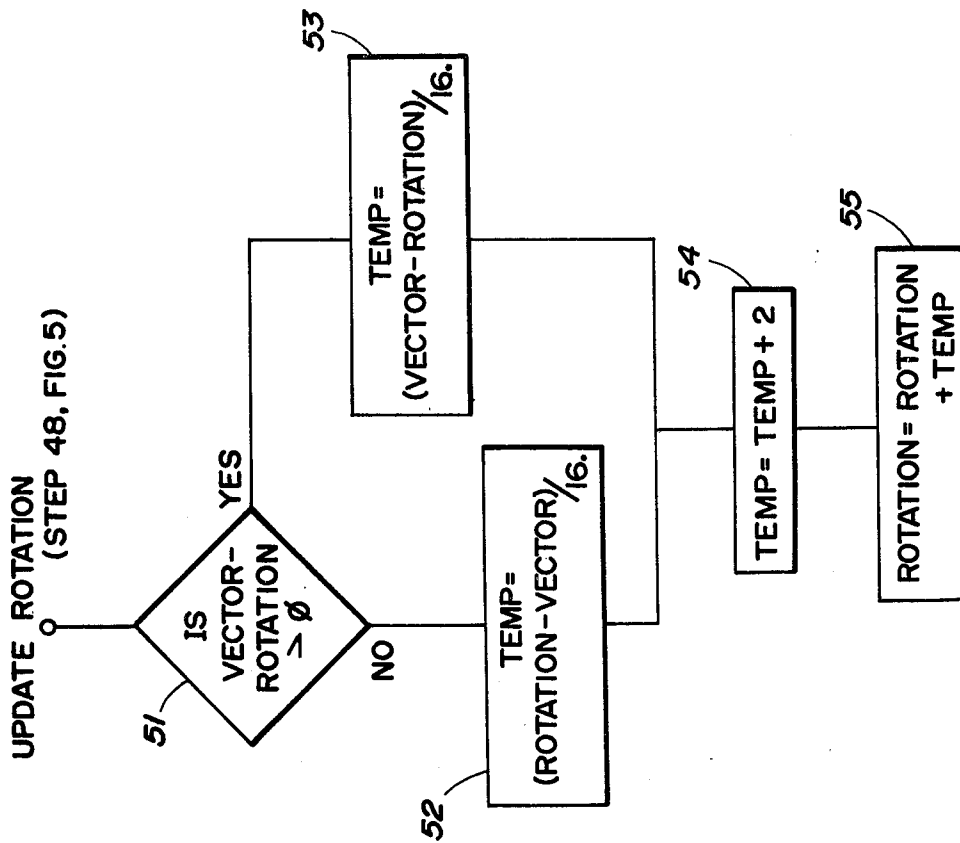 UPDATE ROTATION
(STEP 48, FIG.5)
51
IS
VECTOR-
ROTATION
> Ø
YES
NO
53
TEMP=
(VECTOR-ROTATION)/16.
52
TEMP=
(ROTATION-VECTOR)/16.
54
TEMP= TEMP+ 2
55
ROTATION= ROTATION
+ TEMP